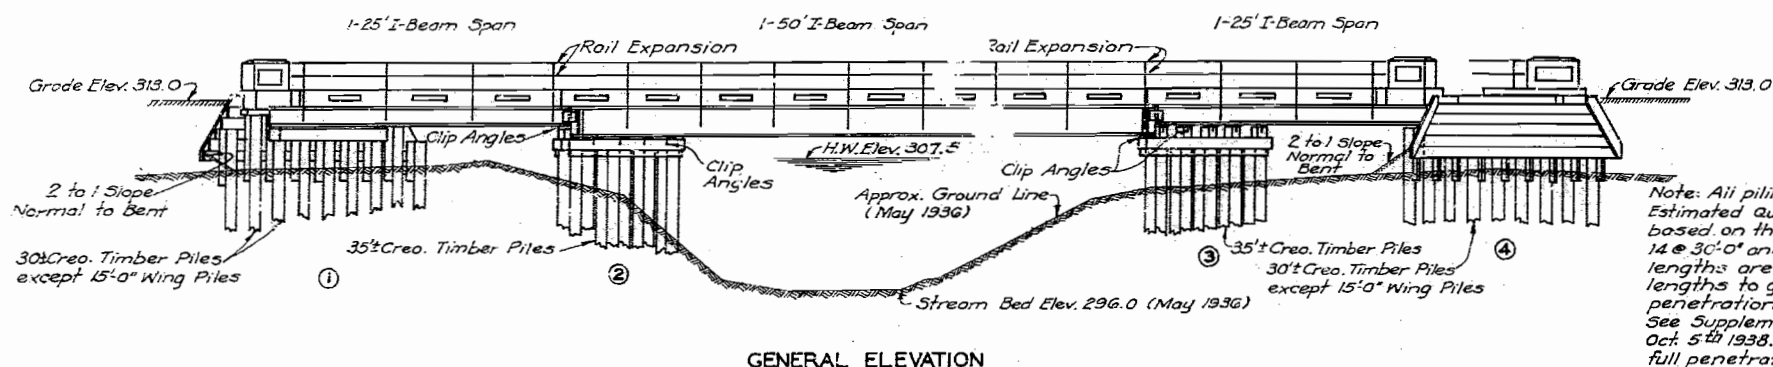 1-25' I-Beam Span
1-50' I-Beam Span
1-25' I-Beam Span
Rail Expansion
Rail Expansion
Grade Elev. 313.0
Grade Elev. 313.0
Clip Angles
H.W. Elev. 307.5
Clip
Angles
Clip Angles
2 to 1 Slope
Normal to
Bent
2 to 1 Slope
Normal to Bent
Approx. Ground Line
(May 1936)
30'± Creo. Timber Piles
except 15'-0" Wing Piles
35'± Creo. Timber Piles
35'± Creo. Timber Piles
30'± Creo. Timber Piles
except 15'-0" Wing Piles
1
2
3
4
Stream Bed Elev. 296.0 (May 1936)
Note: All pilin
Estimated Qu
based on th
14 @ 30'-0" an
lengths are
lengths to g
penetration
See Supplem
Oct. 5th 1938.
full penetra
GENERAL ELEVATION